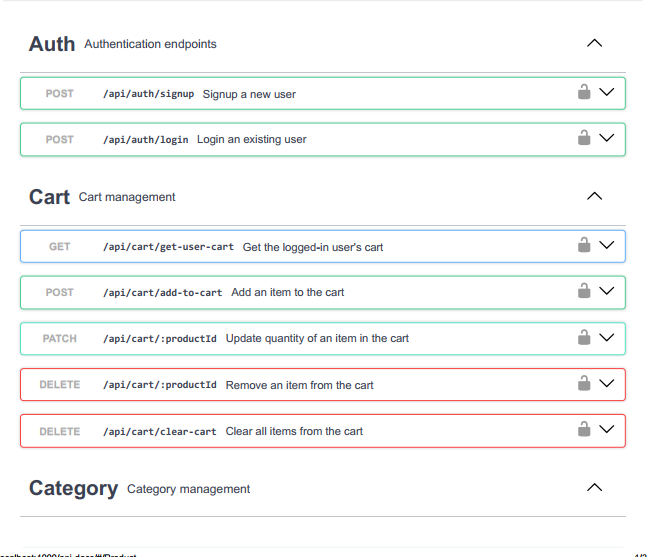 Auth Authentication endpoints
POST /api/auth/signup Signup a new user
POST /api/auth/login Login an existing user
Cart Cart management
GET /api/cart/get-user-cart Get the logged-in user's cart
POST /api/cart/add-to-cart Add an item to the cart
PATCH /api/cart/:productId Update quantity of an item in the cart
DELETE /api/cart/:productId Remove an item from the cart
DELETE /api/cart/clear-cart Clear all items from the cart
Category Category management